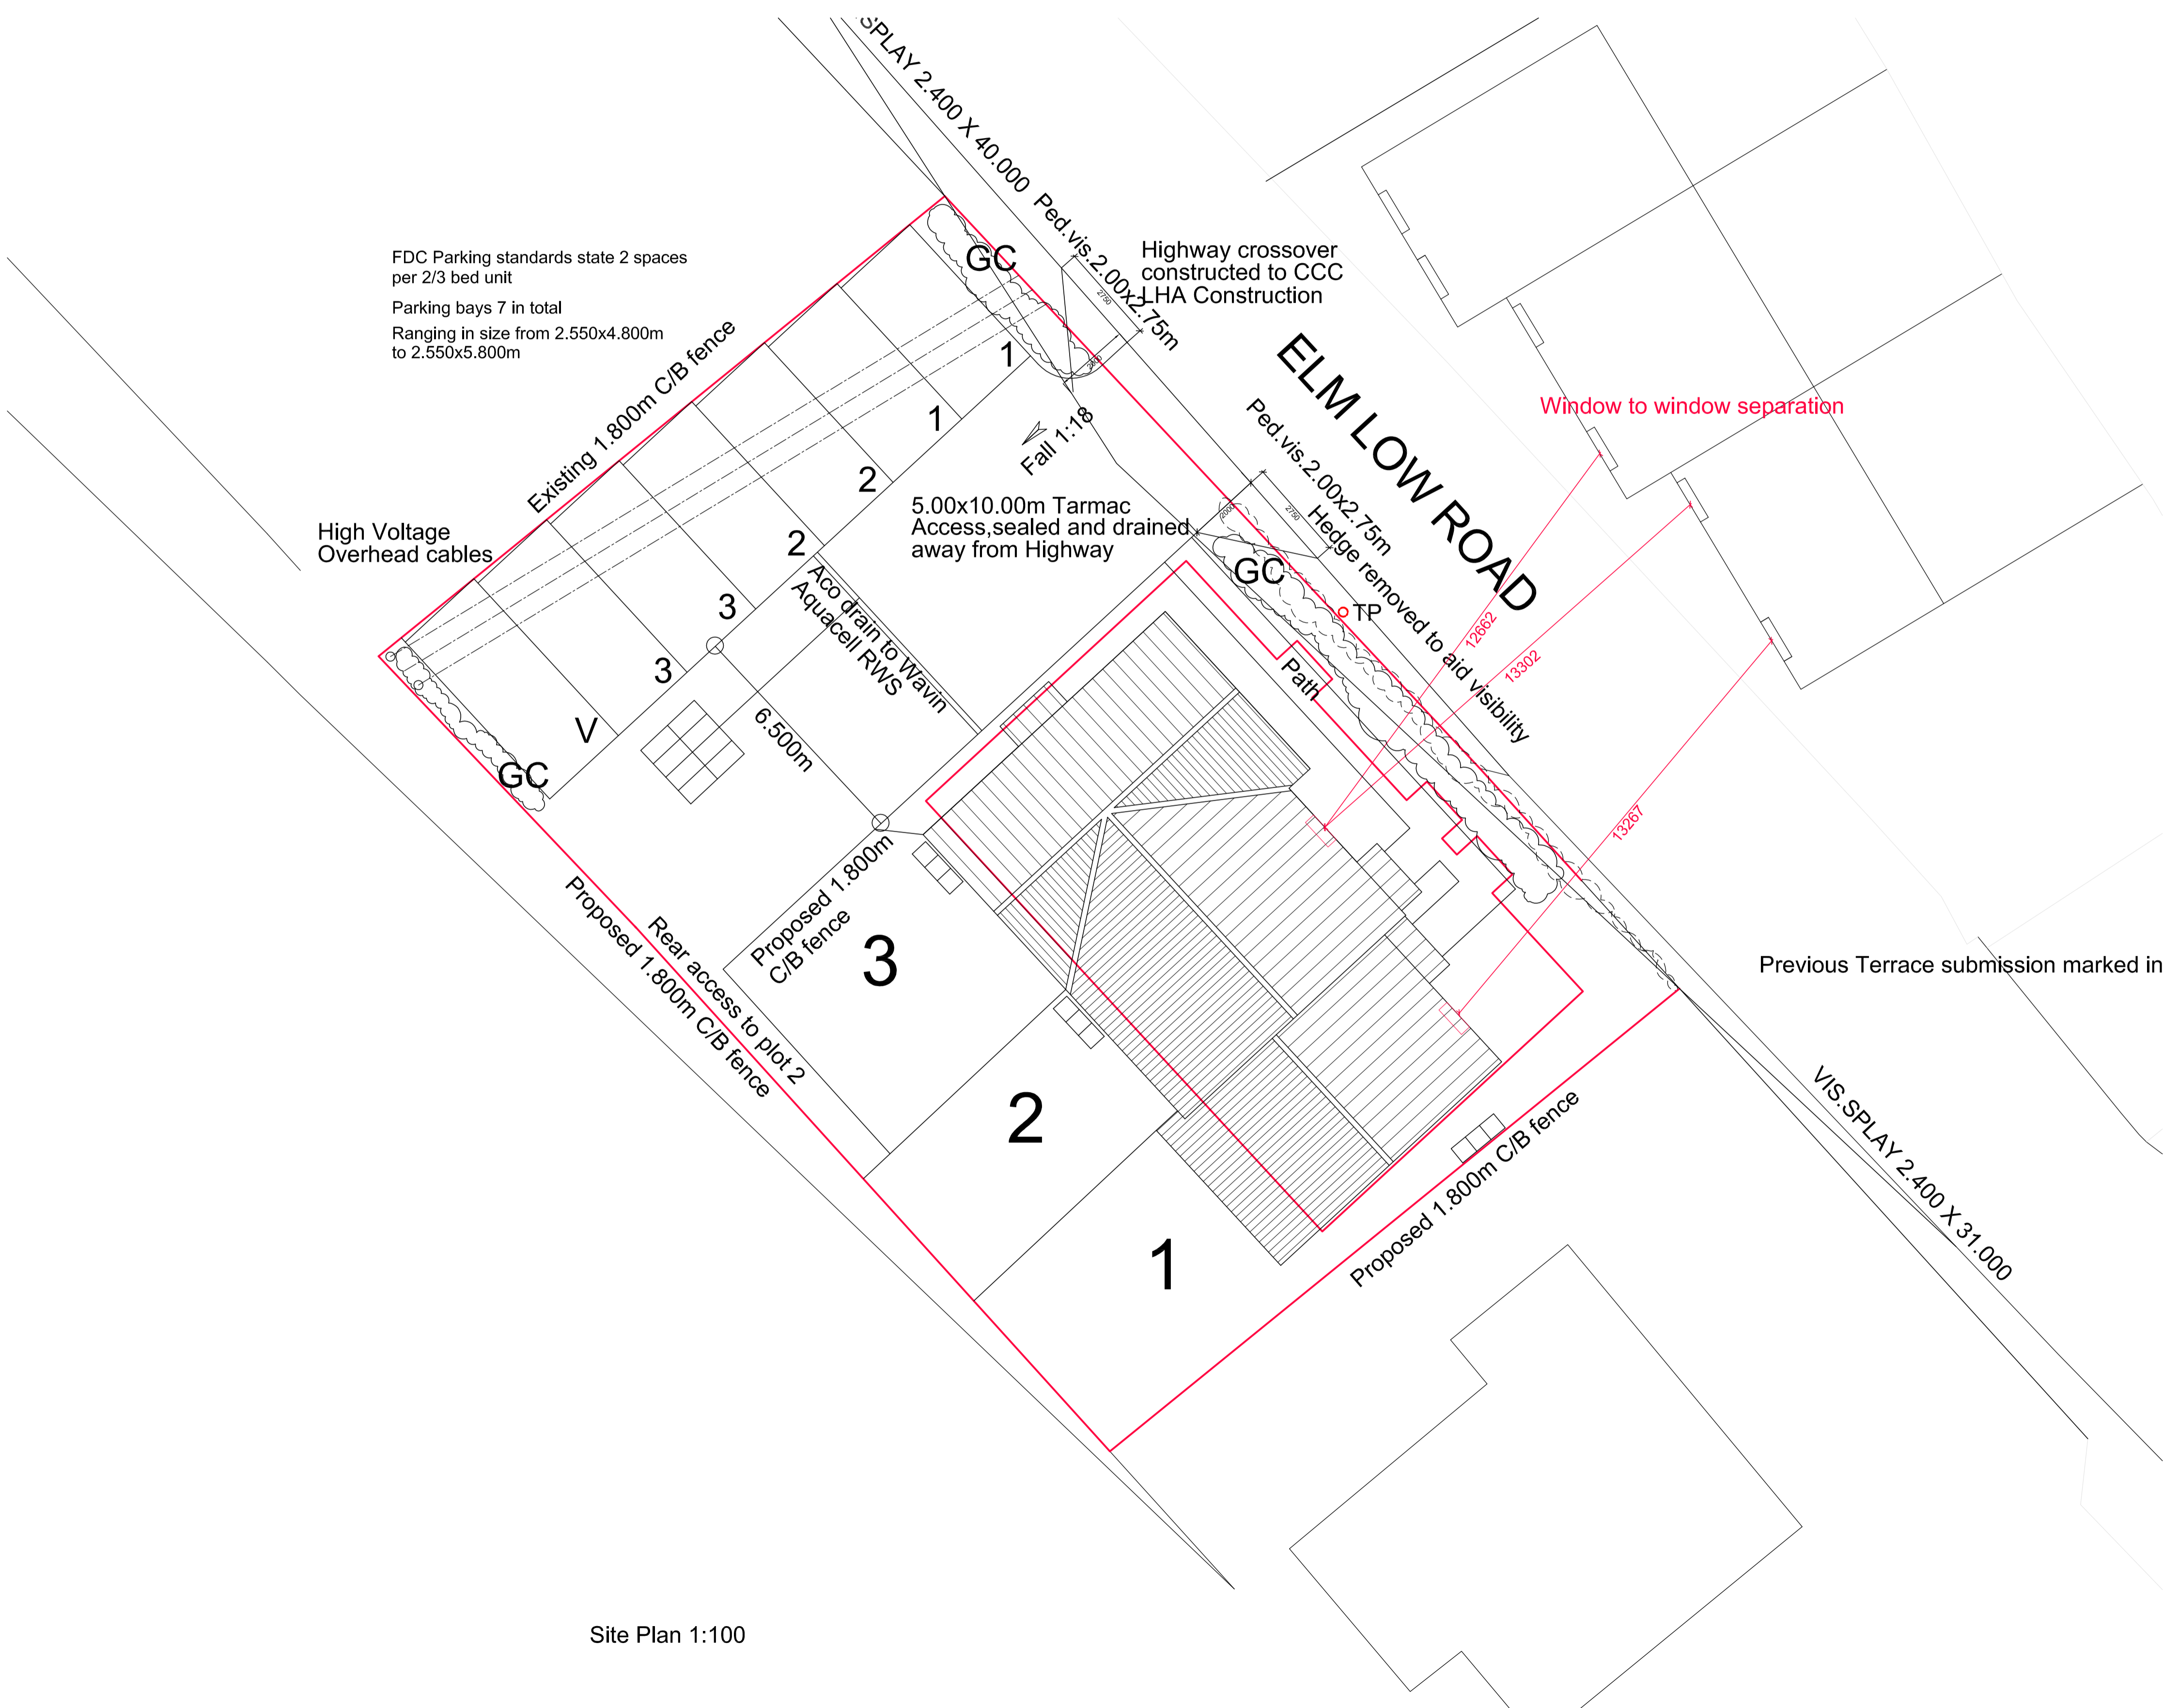 SPLAY 2.400 X 40.000
Ped.vis.2.00x2.75m
GC
Highway crossover
constructed to CCC
LHA Construction
2750
FDC Parking standards state 2 spaces
per 2/3 bed unit
Parking bays 7 in total
Ranging in size from 2.550x4.800m
to 2.550x5.800m
Existing 1.800m C/B fence
1
1
2
2
3
3
V
Fall 1:18
ELM LOW ROAD
Window to window separation
Ped.vis.2.00x2.75m
2000
2750
Hedge removed to aid visibility
High Voltage
Overhead cables
5.00x10.00m Tarmac
Access,sealed and drained
away from Highway
GC
TP
12662
13302
13267
Aco drain to Wavin
Aquacell RWS
Path
6.500m
GC
Proposed 1.800m
C/B fence
Rear access to plot 2
Proposed 1.800m C/B fence
3
2
1
Previous Terrace submission marked in
Proposed 1.800m C/B fence
VIS.SPLAY 2.400 X 31.000
Site Plan 1:100